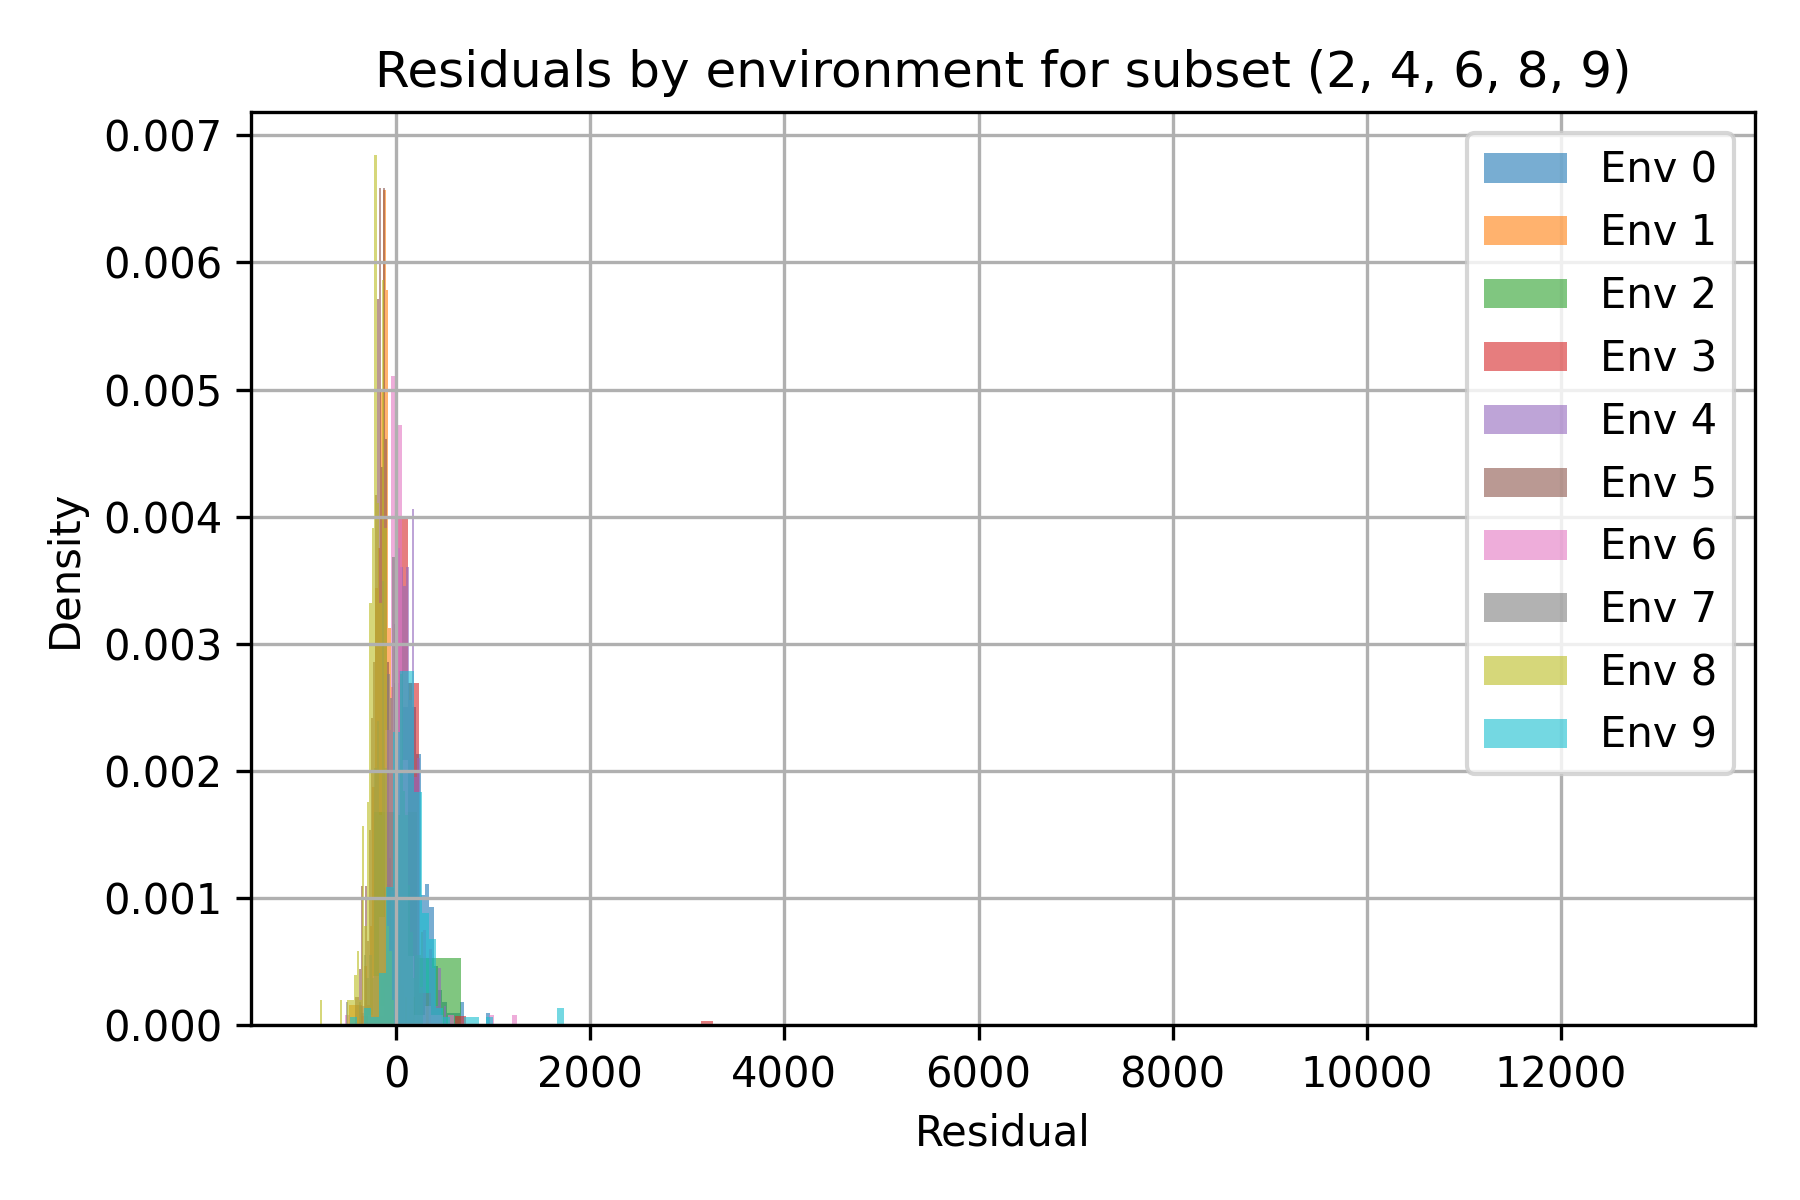 Residuals by environment for subset (2, 4, 6, 8, 9)
0.007
0.006
0.005
0.004
0.003
0.002
0.001
0.000
Density
Env 0
Env 1
Env 2
Env 3
Env 4
Env 5
Env 6
Env 7
Env 8
Env 9
0 2000 4000 6000 8000 10000 12000
Residual